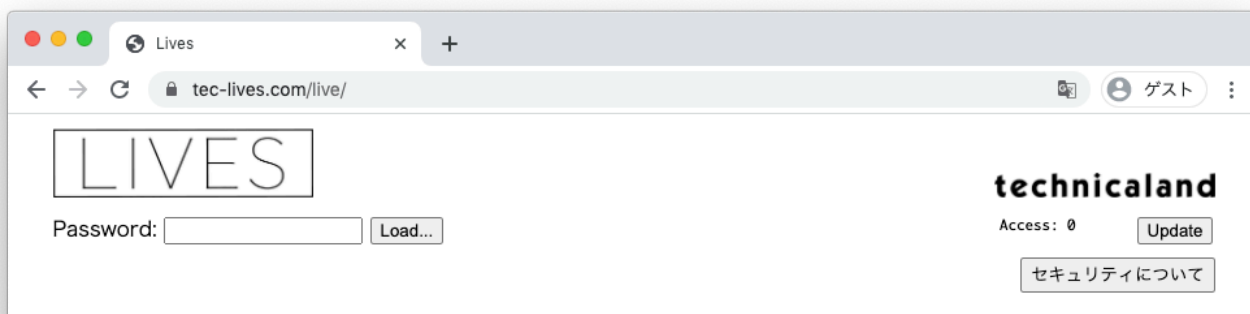 Lives
tec-lives.com/live/
ゲスト
LIVES
technicaland
Password: Load...
Access: 0 Update
セキュリティについて